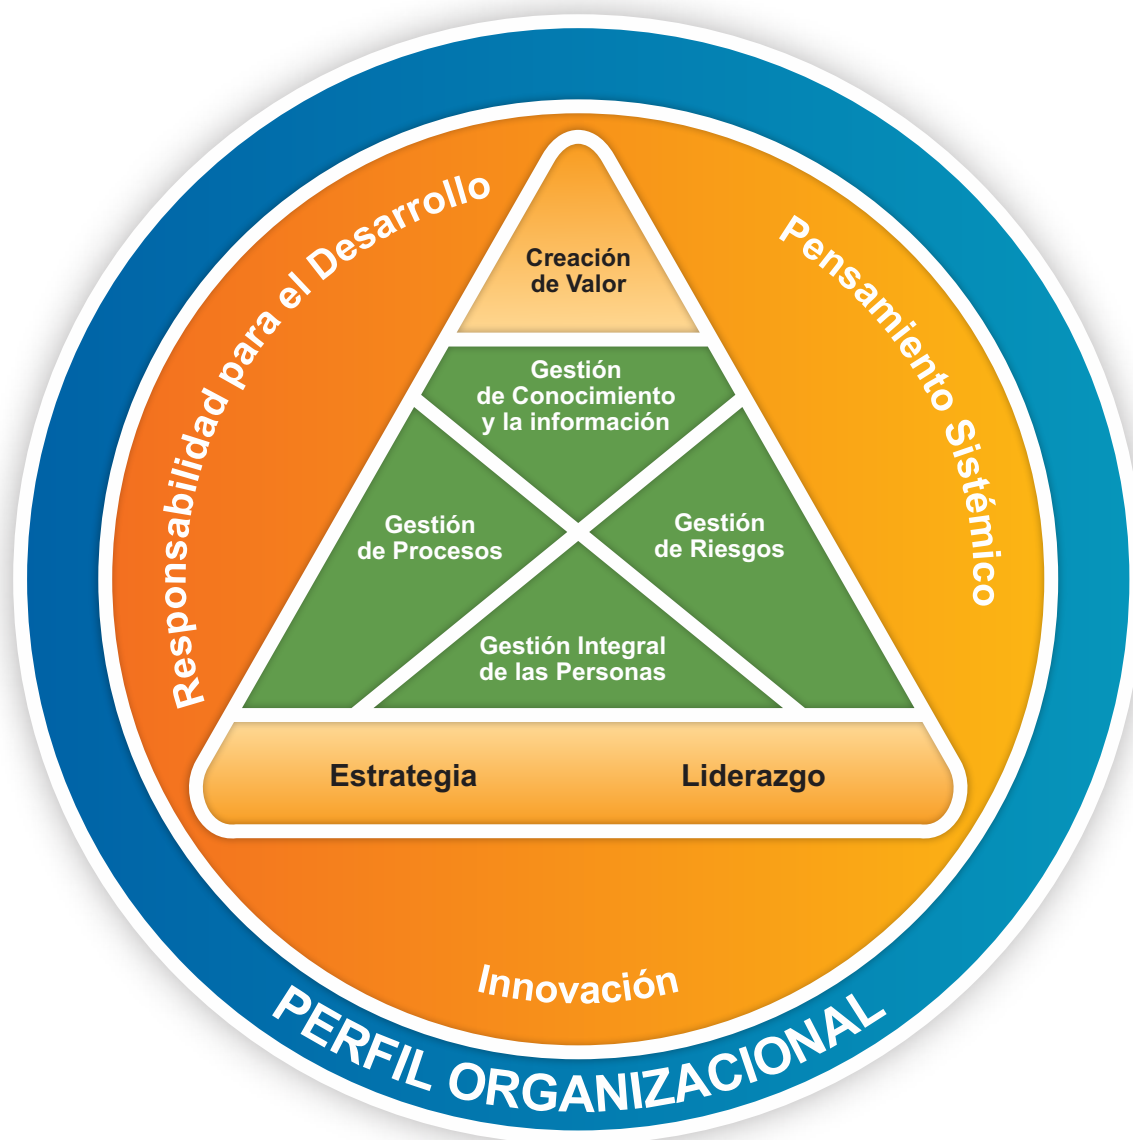 Responsabilidad para el Desarrollo
Pensamiento Sistémico
Creación
de Valor
Gestión
de Conocimiento
y la información
Gestión
de Procesos
Gestión
de Riesgos
Gestión Integral
de las Personas
Estrategia
Liderazgo
Innovación
PERFIL ORGANIZACIONAL